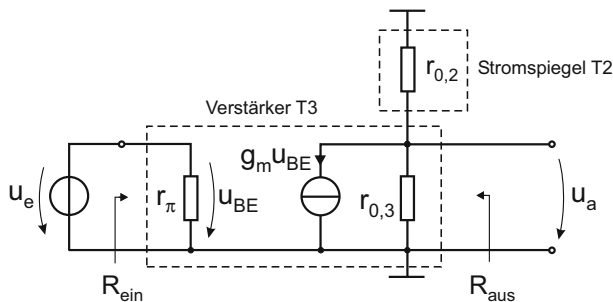 r0,2
Stromspiegel T2
Verstärker T3
gmuBE
ue
rπ
uBE
r0,3
ua
Rein
Raus